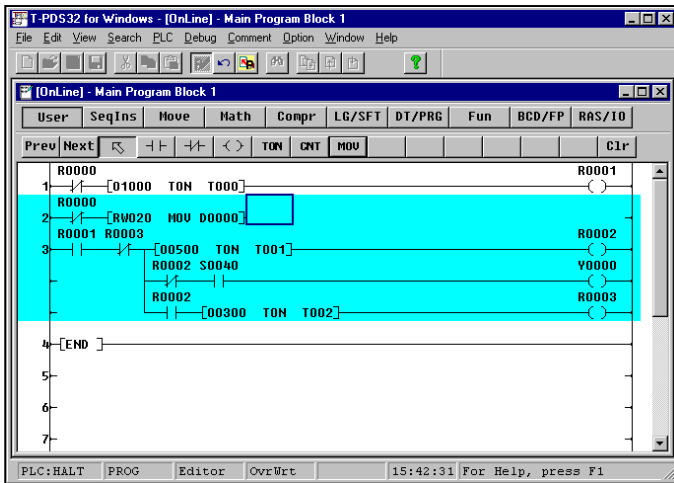 T-PDS32 for Windows - [OnLine] - Main Program Block 1
File Edit View Search PLC Debug Comment Option Window Help
[OnLine] - Main Program Block 1
User SeqIns Move Math Compr LG/SFT DT/PRG Fun BCD/FP RAS/IO
Prev Next TON CNT MOV Clr
R0000 R0001
1 [01000 TON T000] ( )
R0000
2 [RW020 MOV D0000]
R0001 R0003 R0002
3 [00500 TON T001] ( )
R0002 S0040 Y0000
( )
R0002 R0003
[00300 TON T002] ( )
4 [END ]
5
6
7
PLC:HALT PROG Editor OvrWrt 15:42:31 For Help, press F1